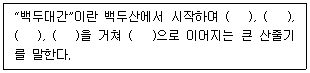 “백두대간”이란 백두산에서 시작하여 (    ), (    ),
(    ), (    )을 거쳐 (    )으로 이어지는 큰 산줄기
를 말한다.